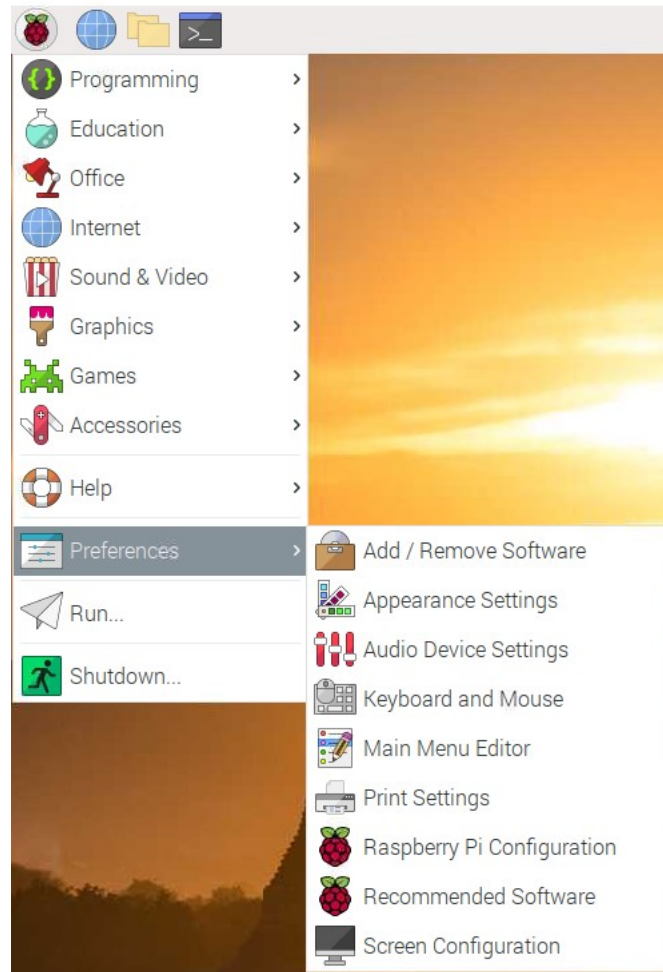 Programming
Education
Office
Internet
Sound & Video
Graphics
Games
Accessories
Help
Preferences
Run...
Shutdown...
Add / Remove Software
Appearance Settings
Audio Device Settings
Keyboard and Mouse
Main Menu Editor
Print Settings
Raspberry Pi Configuration
Recommended Software
Screen Configuration